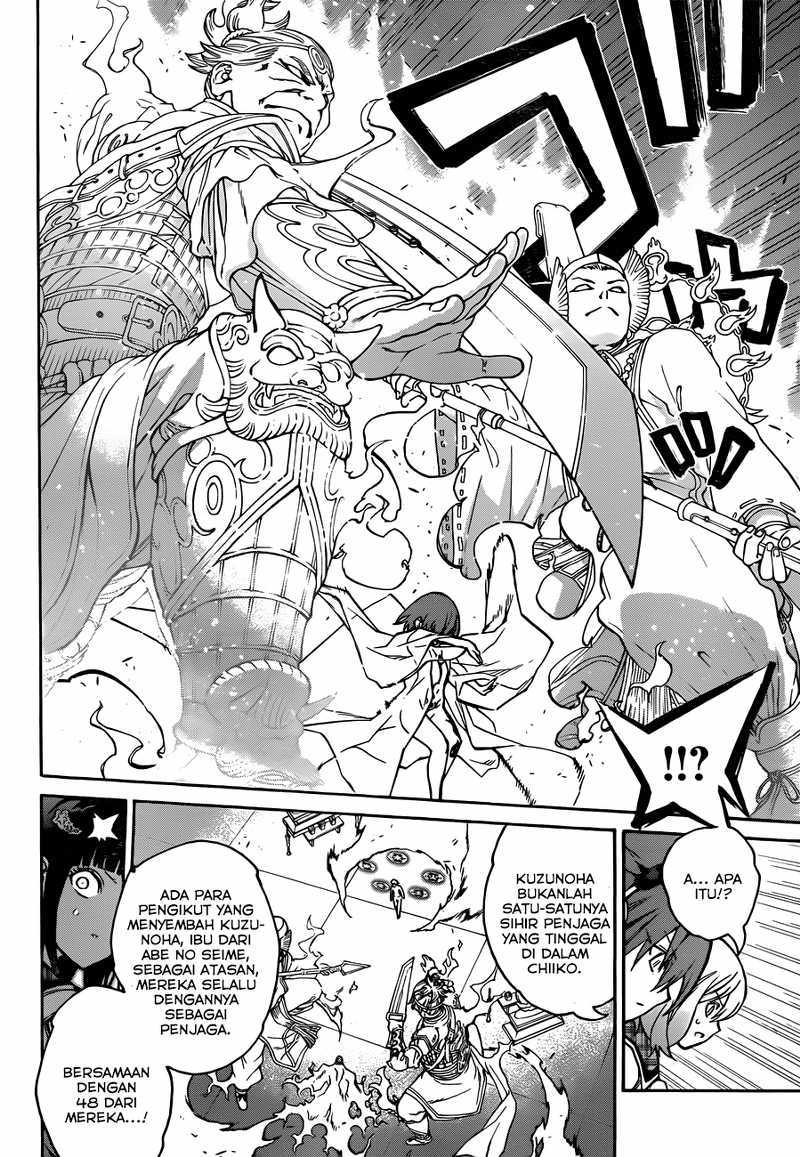 !!?
A... APA
ITU!?
KUZUNOHA
BUKANLAH
SATU-SATUNYA
SIHIR PENJAGA
YANG TINGGAL
DI DALAM
CHIIKO.
ADA PARA
PENGIKUT YANG
MENYEMBAH KUZU-
NOHA, IBU DARI
ABE NO SEIME,
SEBAGAI ATASAN,
MEREKA SELALU
DENGANNYA
SEBAGAI
PENJAGA.
BERSAMAAN
DENGAN
48 DARI
MEREKA...!